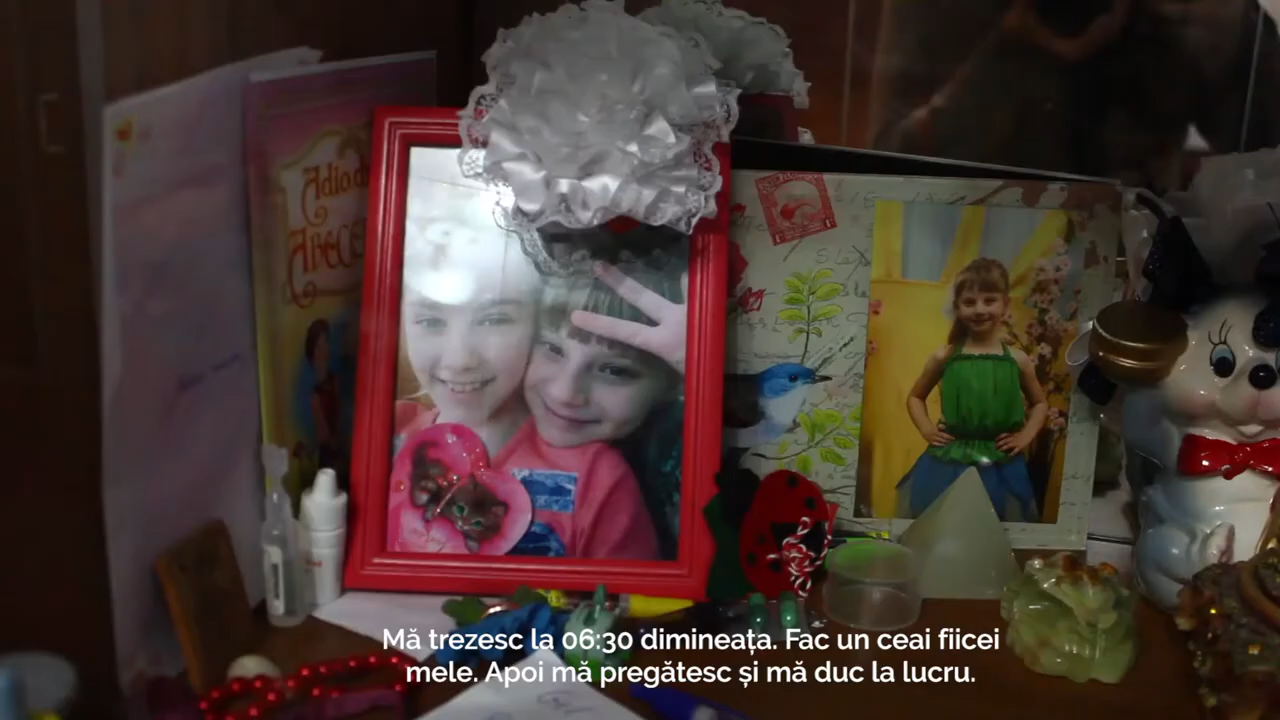 Adio
Mă trezesc la 06:30 dimineața. Fac un ceai fiicei
mele. Apoi mă pregătesc și mă duc la lucru.